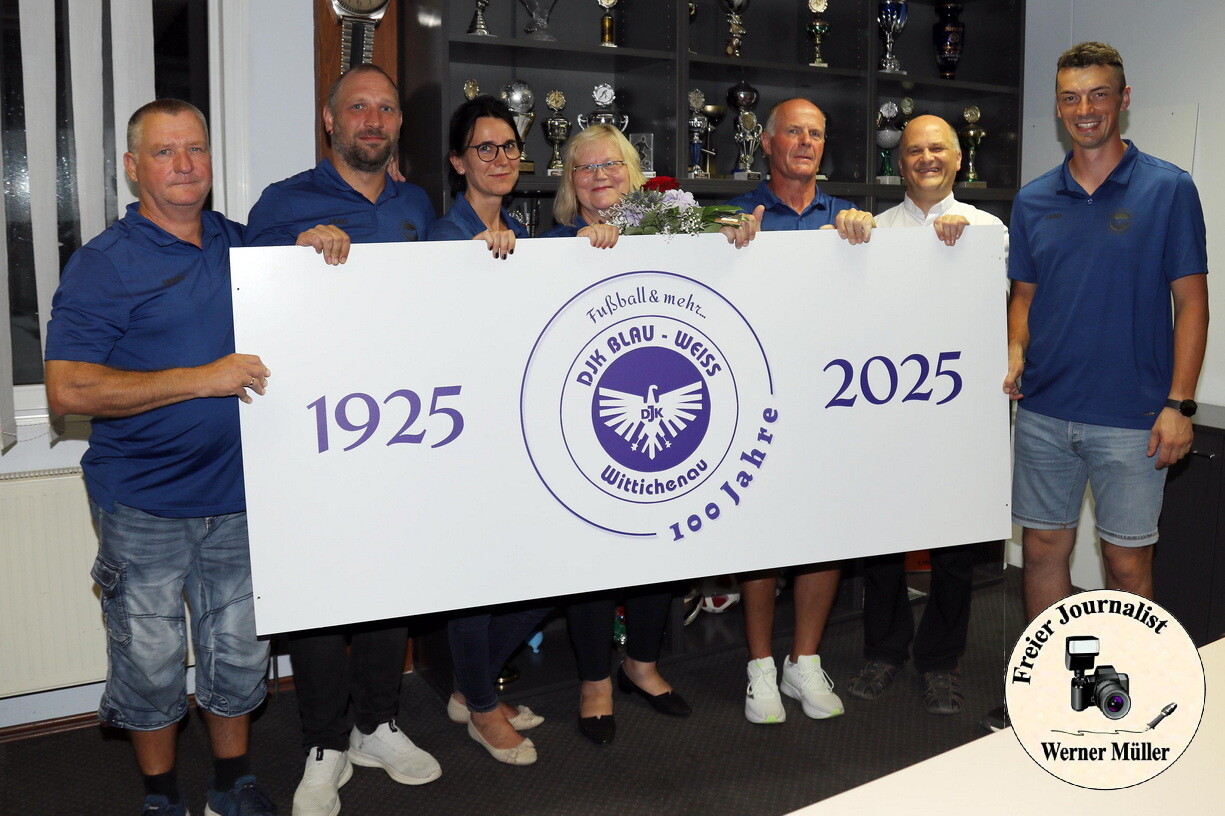 Fußball & mehr...
DJK BLAU - WEISS
DJK
Wittichenau
100 Jahre
1925
2025
Freier Journalist
Werner Müller